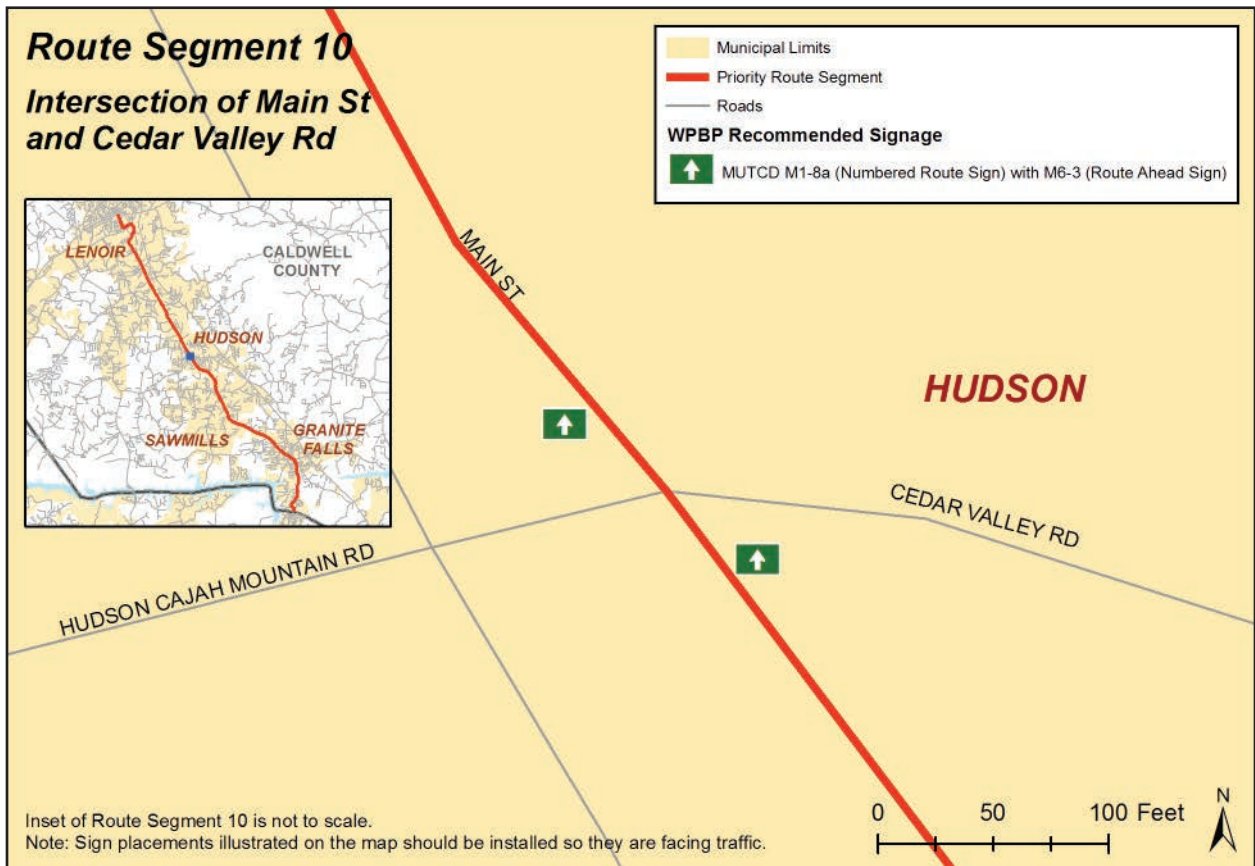 Route Segment 10
Intersection of Main St
and Cedar Valley Rd
Municipal Limits
Priority Route Segment
Roads
WPBP Recommended Signage
MUTCD M1-8a (Numbered Route Sign) with M6-3 (Route Ahead Sign)
LENOIR
CALDWELL
COUNTY
HUDSON
SAWMILLS
GRANITE
FALLS
MAIN ST
HUDSON
CEDAR VALLEY RD
HUDSON CAJAH MOUNTAIN RD
Inset of Route Segment 10 is not to scale.
Note: Sign placements illustrated on the map should be installed so they are facing traffic.
0 50 100 Feet
N